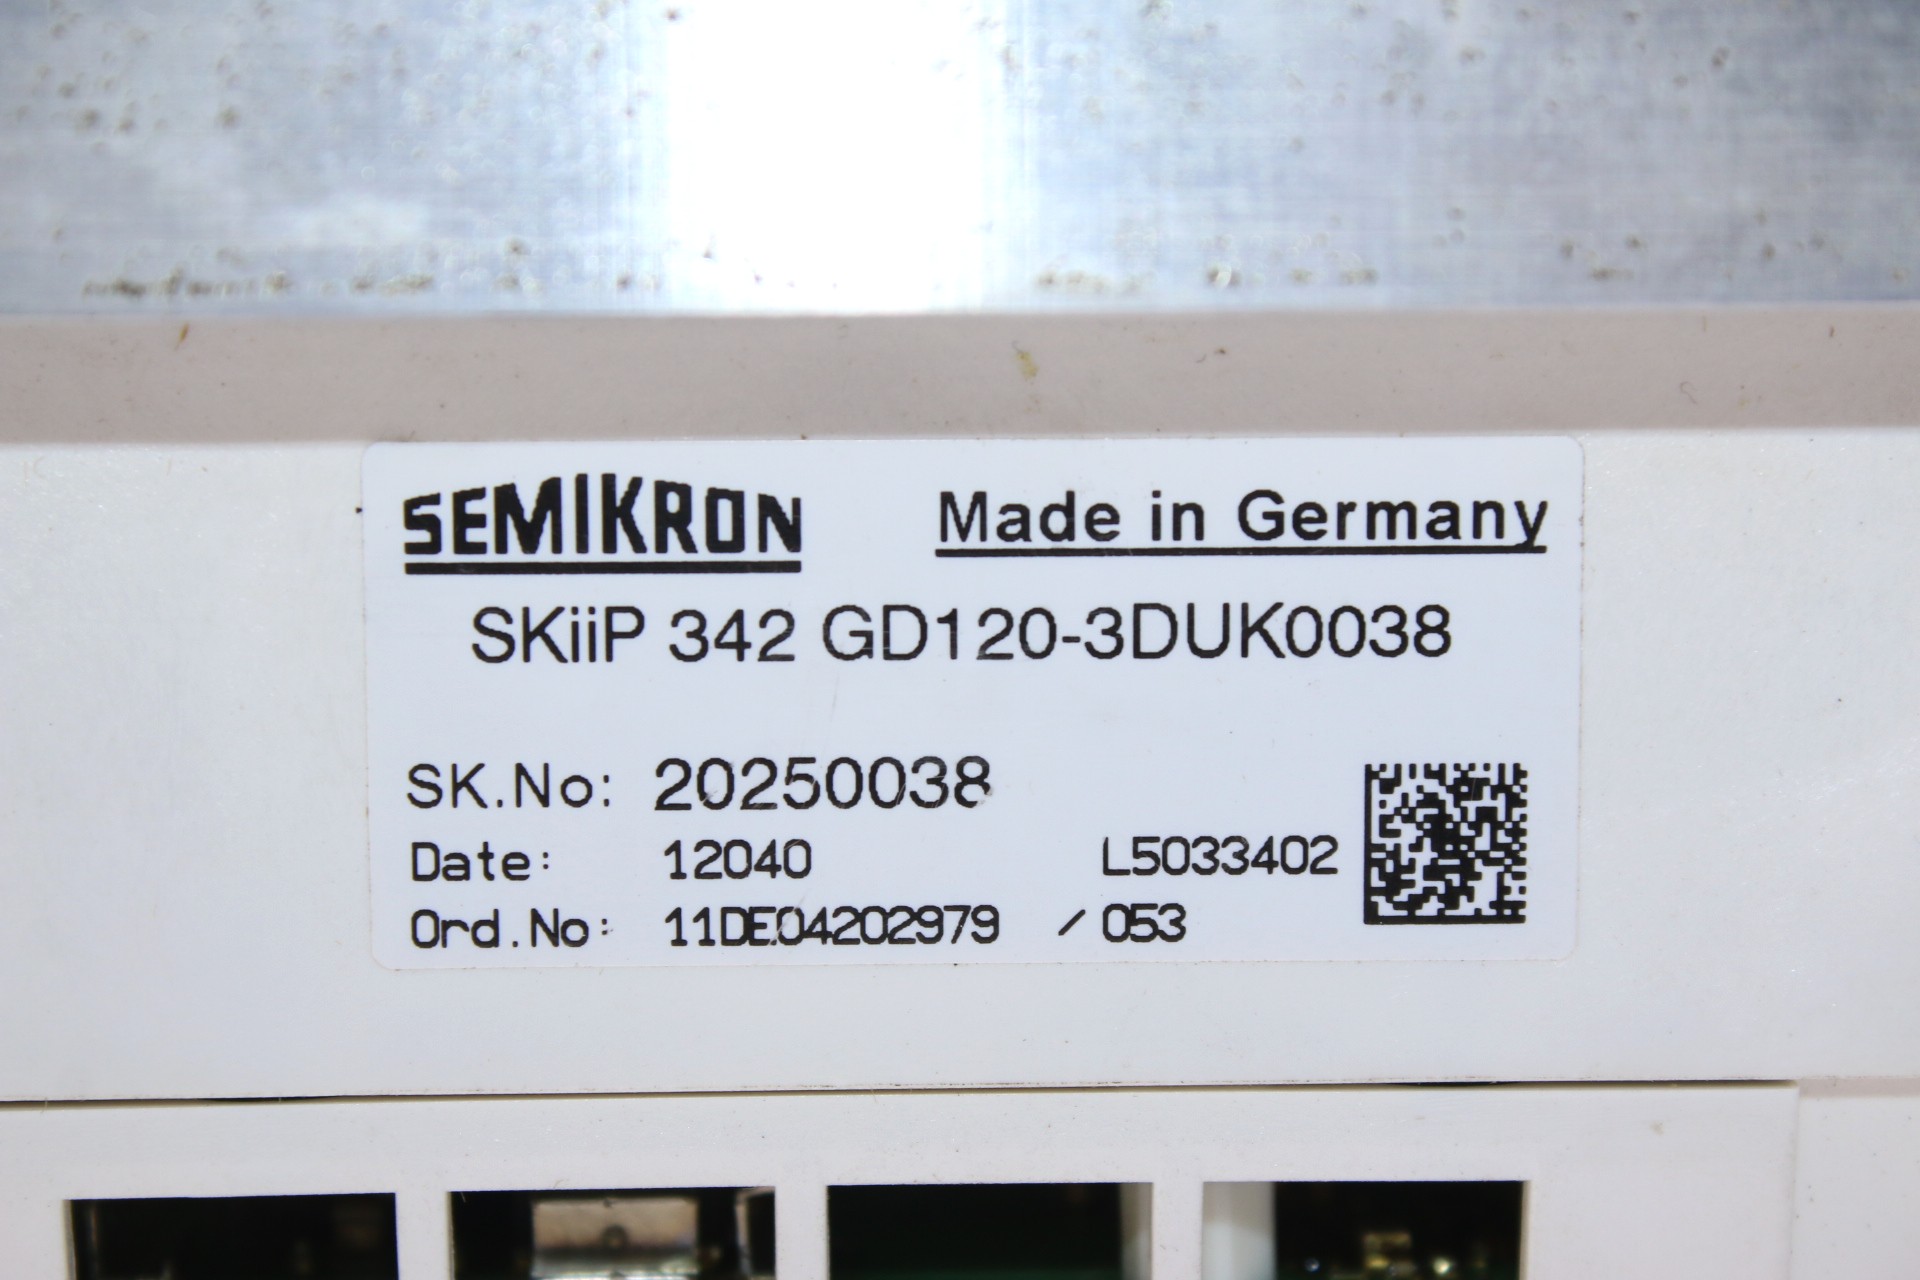 SEMIKRON Made in Germany
SKiiP 342 GD120-3DUK0038
SK.No: 20250038
Date: 12040 L5033402
Ord.No: 11DE04202979 / 053